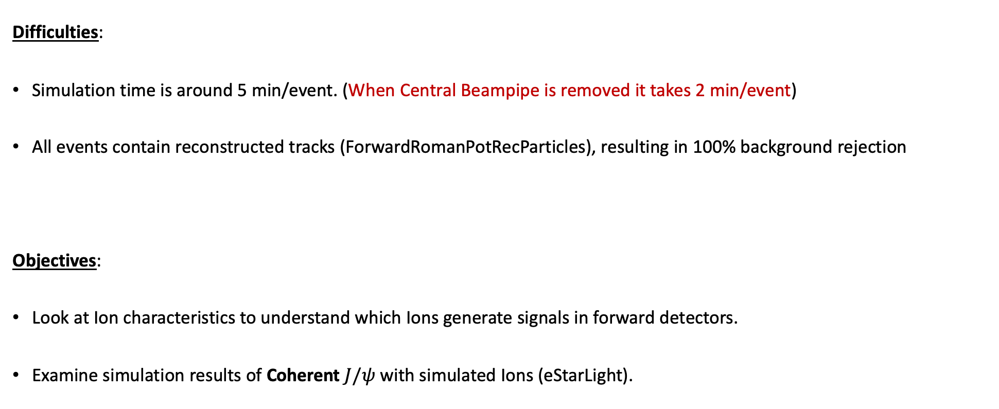 Difficulties:
• Simulation time is around 5 min/event. (When Central Beampipe is removed it takes 2 min/event)
• All events contain reconstructed tracks (ForwardRomanPotRecParticles), resulting in 100% background rejection
Objectives:
• Look at Ion characteristics to understand which Ions generate signals in forward detectors.
• Examine simulation results of Coherent J/ψ with simulated Ions (eStarLight).